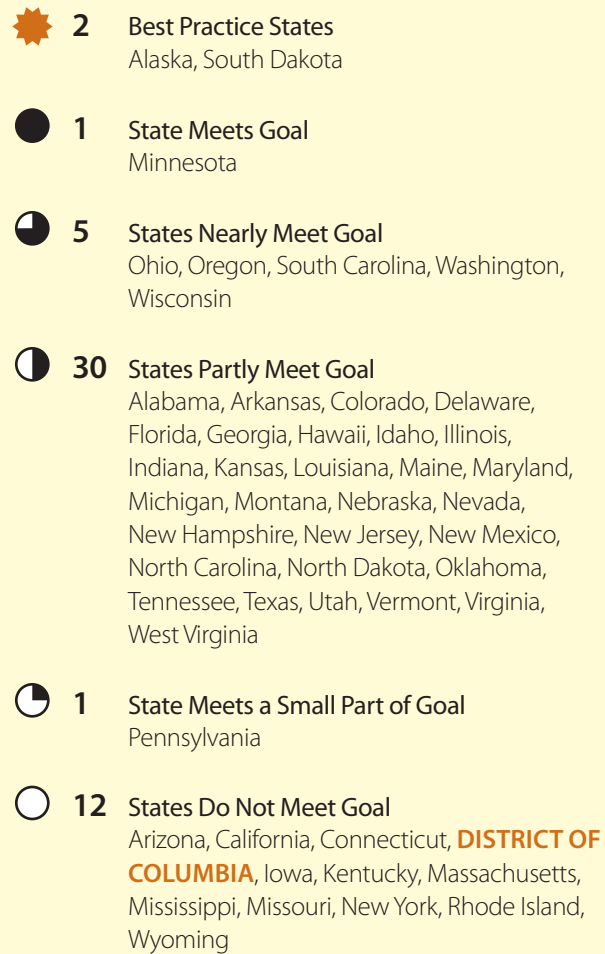 2 Best Practice States
Alaska, South Dakota
1 State Meets Goal
Minnesota
5 States Nearly Meet Goal
Ohio, Oregon, South Carolina, Washington,
Wisconsin
30 States Partly Meet Goal
Alabama, Arkansas, Colorado, Delaware,
Florida, Georgia, Hawaii, Idaho, Illinois,
Indiana, Kansas, Louisiana, Maine, Maryland,
Michigan, Montana, Nebraska, Nevada,
New Hampshire, New Jersey, New Mexico,
North Carolina, North Dakota, Oklahoma,
Tennessee, Texas, Utah, Vermont, Virginia,
West Virginia
1 State Meets a Small Part of Goal
Pennsylvania
12 States Do Not Meet Goal
Arizona, California, Connecticut, DISTRICT OF
COLUMBIA, Iowa, Kentucky, Massachusetts,
Mississippi, Missouri, New York, Rhode Island,
Wyoming